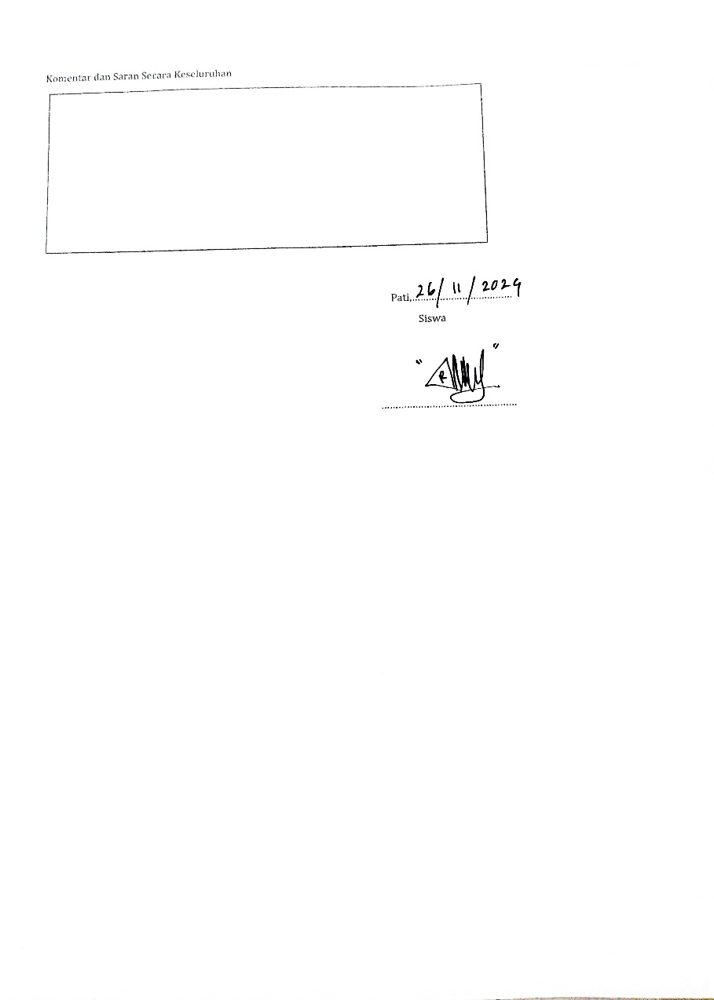 Komentar dan Saran Secara Keseluruhan
Pati, 26/11/2024
Siswa